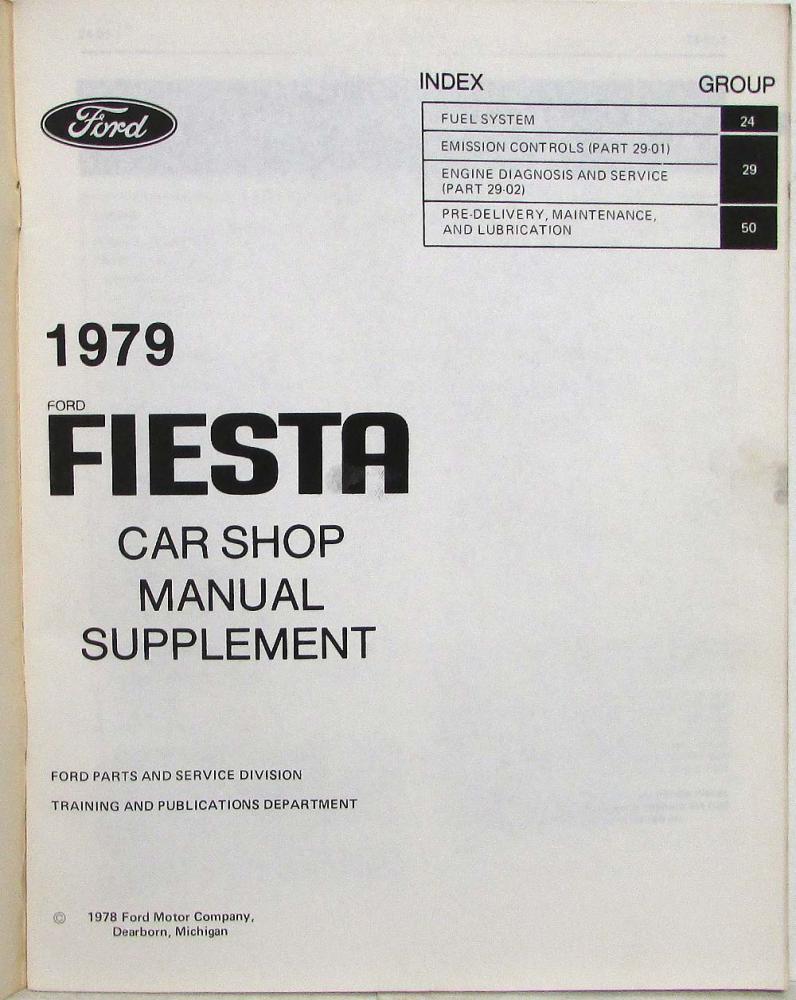 Ford
INDEX GROUP
FUEL SYSTEM 24
EMISSION CONTROLS (PART 29-01)
29
ENGINE DIAGNOSIS AND SERVICE
(PART 29-02)
PRE-DELIVERY, MAINTENANCE,
AND LUBRICATION
50
1979
FORD
FIESTA
CAR SHOP
MANUAL
SUPPLEMENT
FORD PARTS AND SERVICE DIVISION
TRAINING AND PUBLICATIONS DEPARTMENT
© 1978 Ford Motor Company,
Dearborn, Michigan